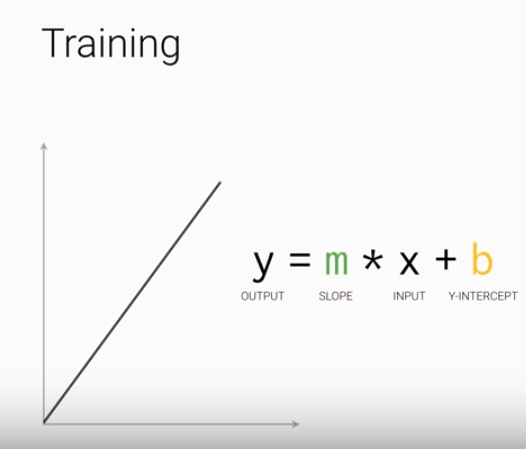 Training
y = m * x + b
OUTPUT SLOPE INPUT Y-INTERCEPT